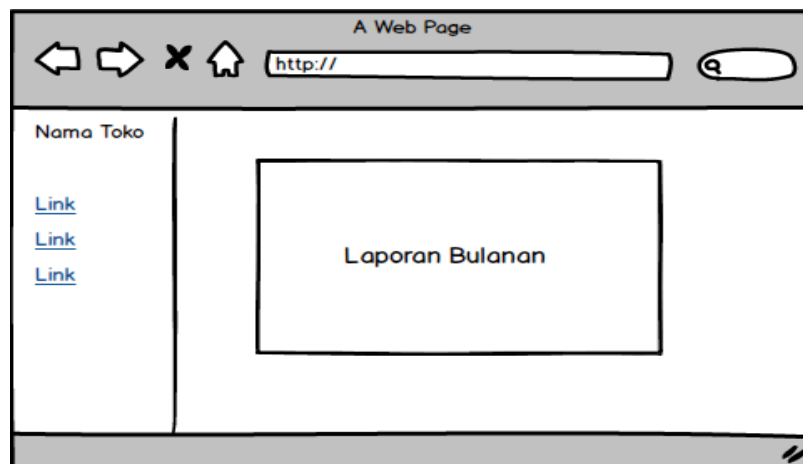 A Web Page
http://
Nama Toko
Link
Link
Link
Laporan Bulanan